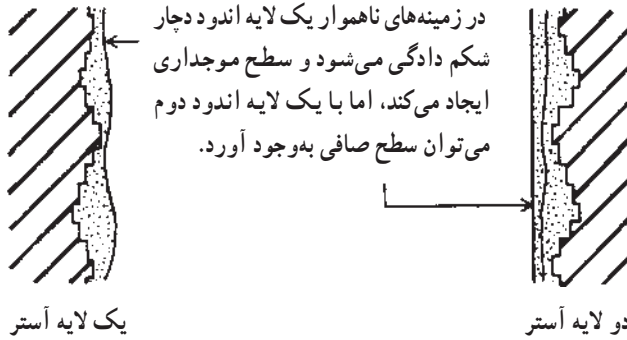 در زمینه‌های ناهموار یک لایه اندود دچار
شکم دادگی می‌شود و سطح موجداری
ایجاد می‌کند، اما با یک لایه اندود دوم
می‌توان سطح صافی به‌وجود آورد.
دو لایه آستر
یک لایه آستر